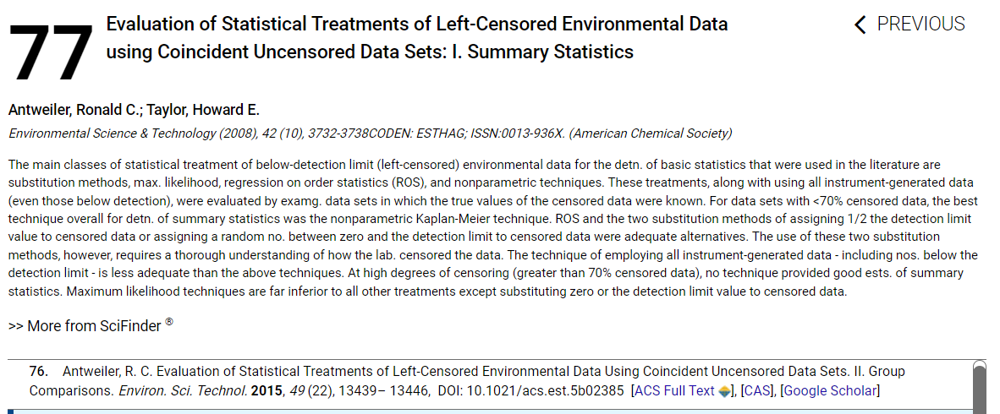 77
Evaluation of Statistical Treatments of Left-Censored Environmental Data
using Coincident Uncensored Data Sets: I. Summary Statistics
PREVIOUS
Antweiler, Ronald C.; Taylor, Howard E.
Environmental Science & Technology (2008), 42 (10), 3732-3738CODEN: ESTHAG; ISSN:0013-936X. (American Chemical Society)
The main classes of statistical treatment of below-detection limit (left-censored) environmental data for the detn. of basic statistics that were used in the literature are
substitution methods, max. likelihood, regression on order statistics (ROS), and nonparametric techniques. These treatments, along with using all instrument-generated data
(even those below detection), were evaluated by examg. data sets in which the true values of the censored data were known. For data sets with <70% censored data, the best
technique overall for detn. of summary statistics was the nonparametric Kaplan-Meier technique. ROS and the two substitution methods of assigning 1/2 the detection limit
value to censored data or assigning a random no. between zero and the detection limit to censored data were adequate alternatives. The use of these two substitution
methods, however, requires a thorough understanding of how the lab. censored the data. The technique of employing all instrument-generated data - including nos. below the
detection limit - is less adequate than the above techniques. At high degrees of censoring (greater than 70% censored data), no technique provided good ests. of summary
statistics. Maximum likelihood techniques are far inferior to all other treatments except substituting zero or the detection limit value to censored data.
>> More from SciFinder ®
76. Antweiler, R. C. Evaluation of Statistical Treatments of Left-Censored Environmental Data Using Coincident Uncensored Data Sets. II. Group
Comparisons. Environ. Sci. Technol. 2015, 49 (22), 13439– 13446, DOI: 10.1021/acs.est.5b02385 [ACS Full Text], [CAS], [Google Scholar]